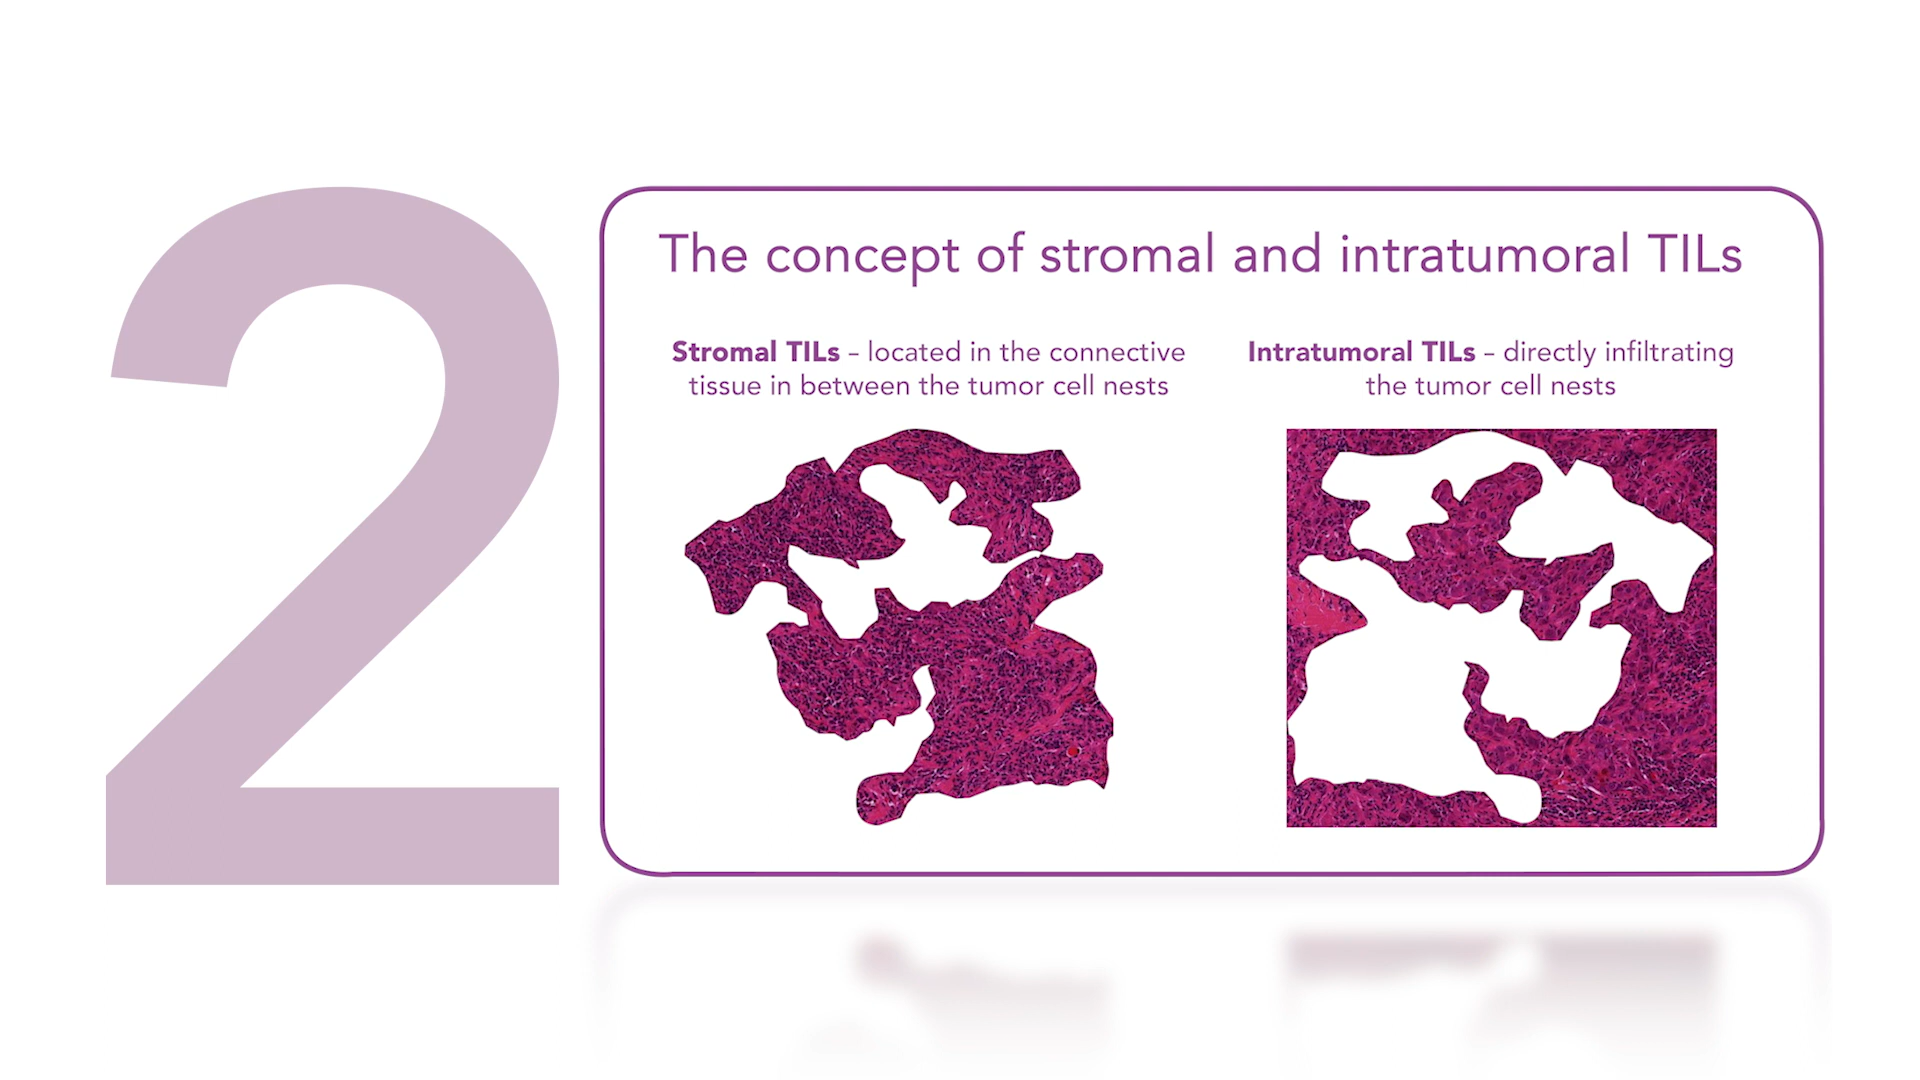 2
The concept of stromal and intratumoral TILs
Stromal TILs – located in the connective
tissue in between the tumor cell nests
Intratumoral TILs – directly infiltrating
the tumor cell nests